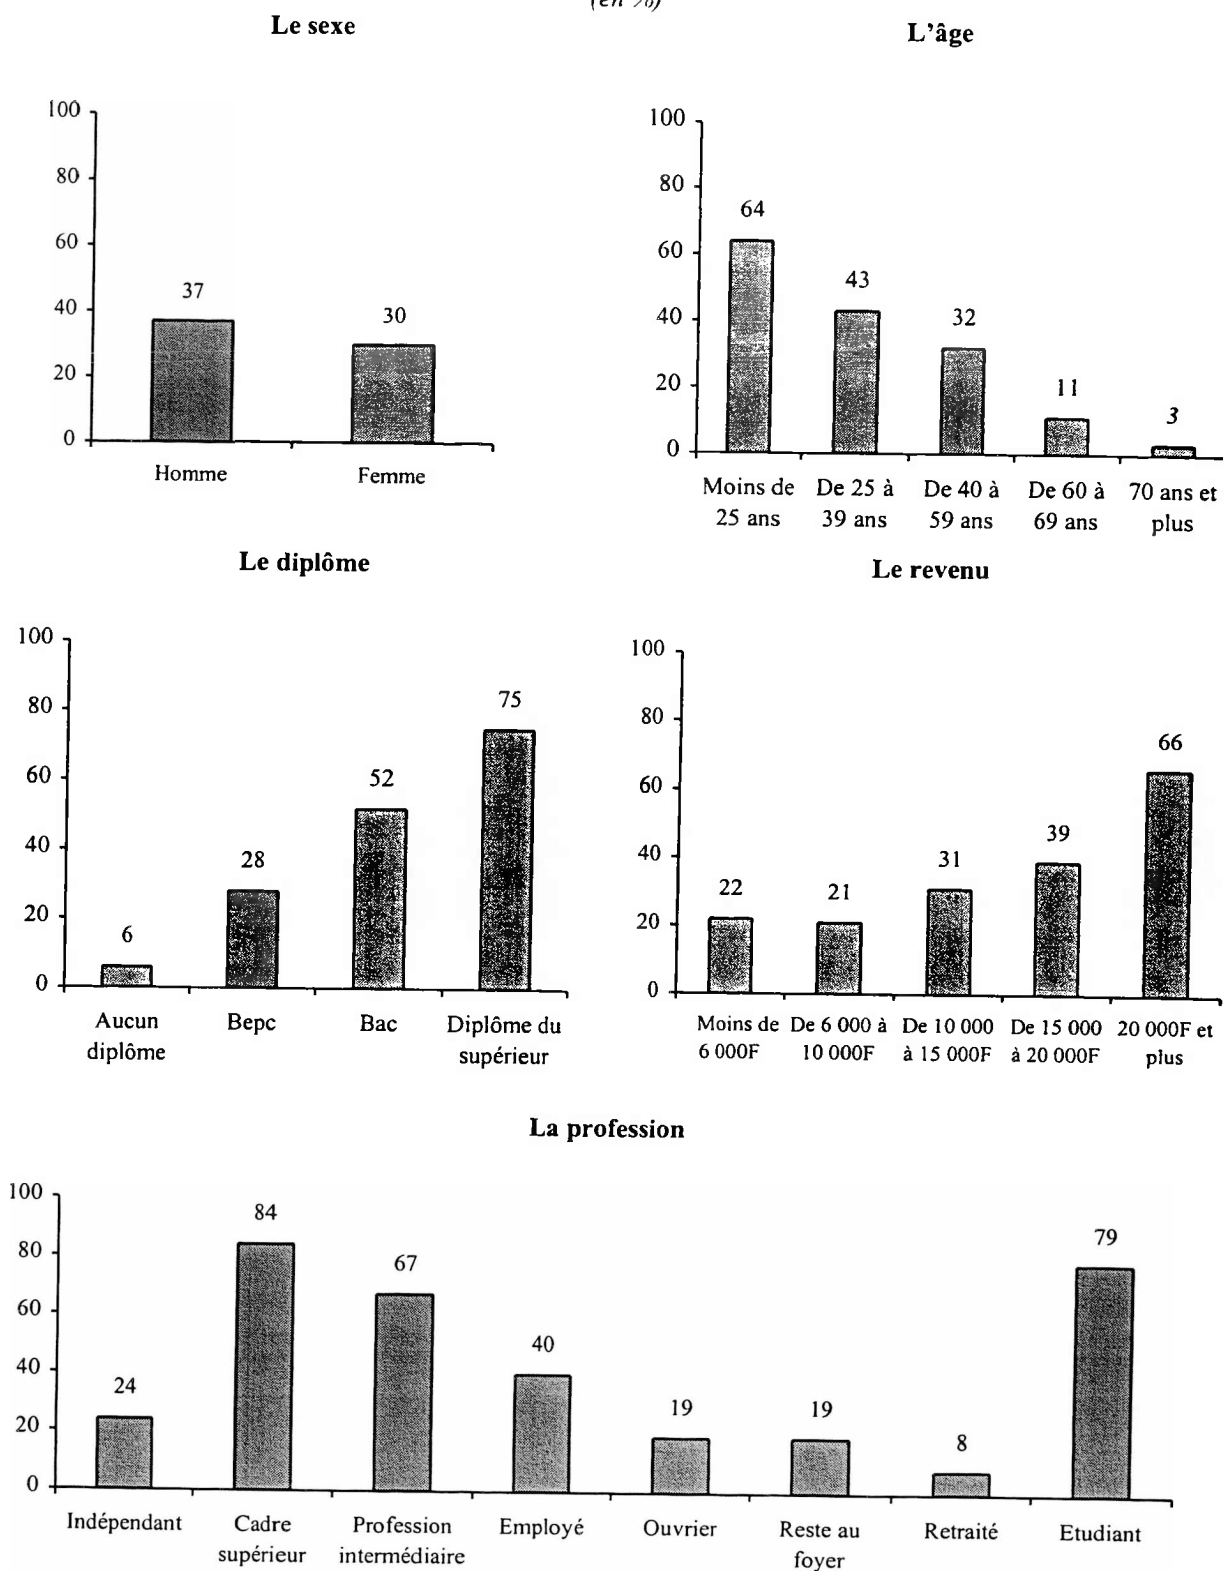 (en %)
Le sexe
100
80
60
40
20
0
37
30
Homme
Femme
L'âge
100
80
60
40
20
0
64
43
32
11
3
Moins de
25 ans
De 25 à
39 ans
De 40 à
59 ans
De 60 à
69 ans
70 ans et
plus
Le diplôme
100
80
60
40
20
0
6
28
52
75
Aucun
diplôme
Bepc
Bac
Diplôme du
supérieur
Le revenu
100
80
60
40
20
0
22
21
31
39
66
Moins de
6 000F
De 6 000 à
10 000F
De 10 000
à 15 000F
De 15 000
à 20 000F
20 000F et
plus
La profession
100
80
60
40
20
0
24
84
67
40
19
19
8
79
Indépendant
Cadre
supérieur
Profession
intermédiaire
Employé
Ouvrier
Reste au
foyer
Retraité
Etudiant